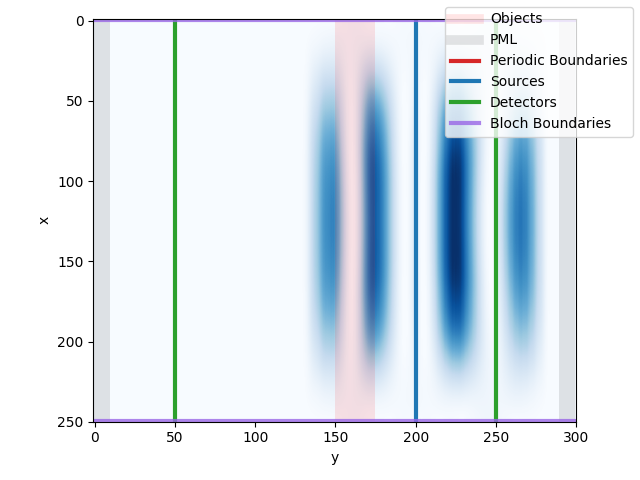 Objects
PML
Periodic Boundaries
Sources
Detectors
Bloch Boundaries
0
50
100
150
200
250
x
0
50
100
150
200
250
300
y